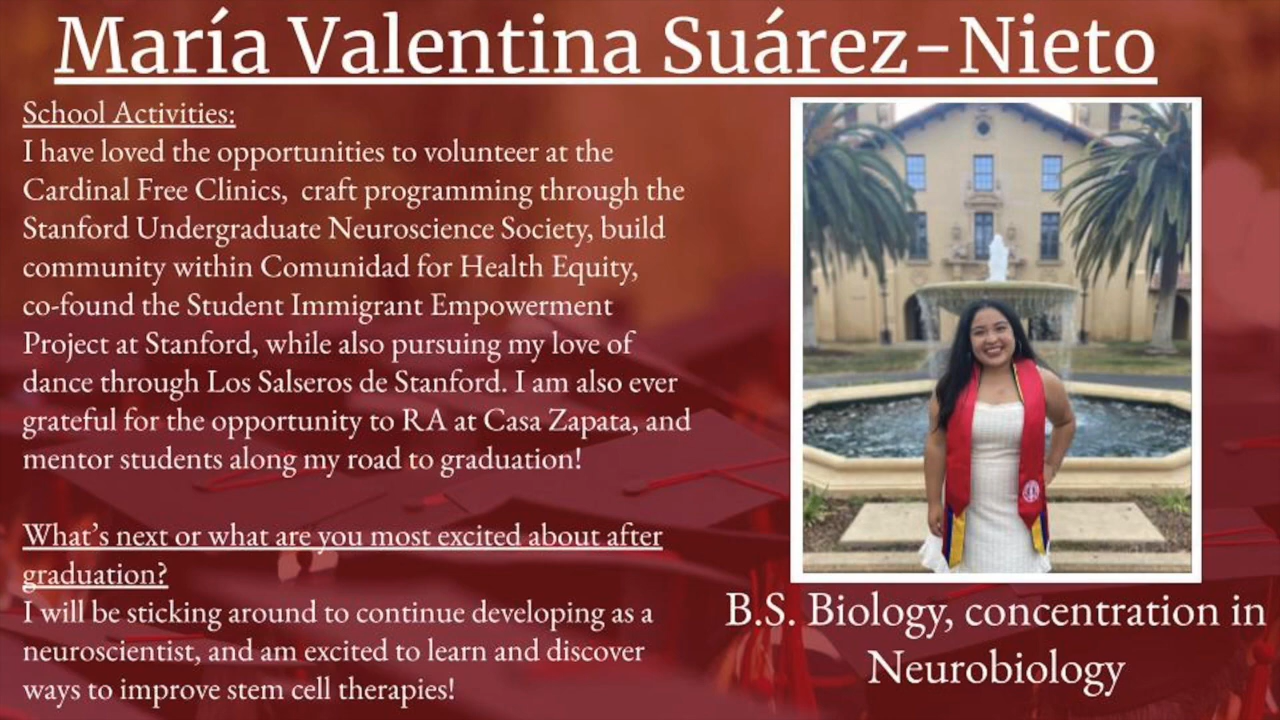 María Valentina Suárez-Nieto
School Activities:
I have loved the opportunities to volunteer at the
Cardinal Free Clinics, craft programming through the
Stanford Undergraduate Neuroscience Society, build
community within Comunidad for Health Equity,
co-found the Student Immigrant Empowerment
Project at Stanford, while also pursuing my love of
dance through Los Salseros de Stanford. I am also ever
grateful for the opportunity to RA at Casa Zapata, and
mentor students along my road to graduation!
What’s next or what are you most excited about after
graduation?
I will be sticking around to continue developing as a
neuroscientist, and am excited to learn and discover
ways to improve stem cell therapies!
B.S. Biology, concentration in
Neurobiology